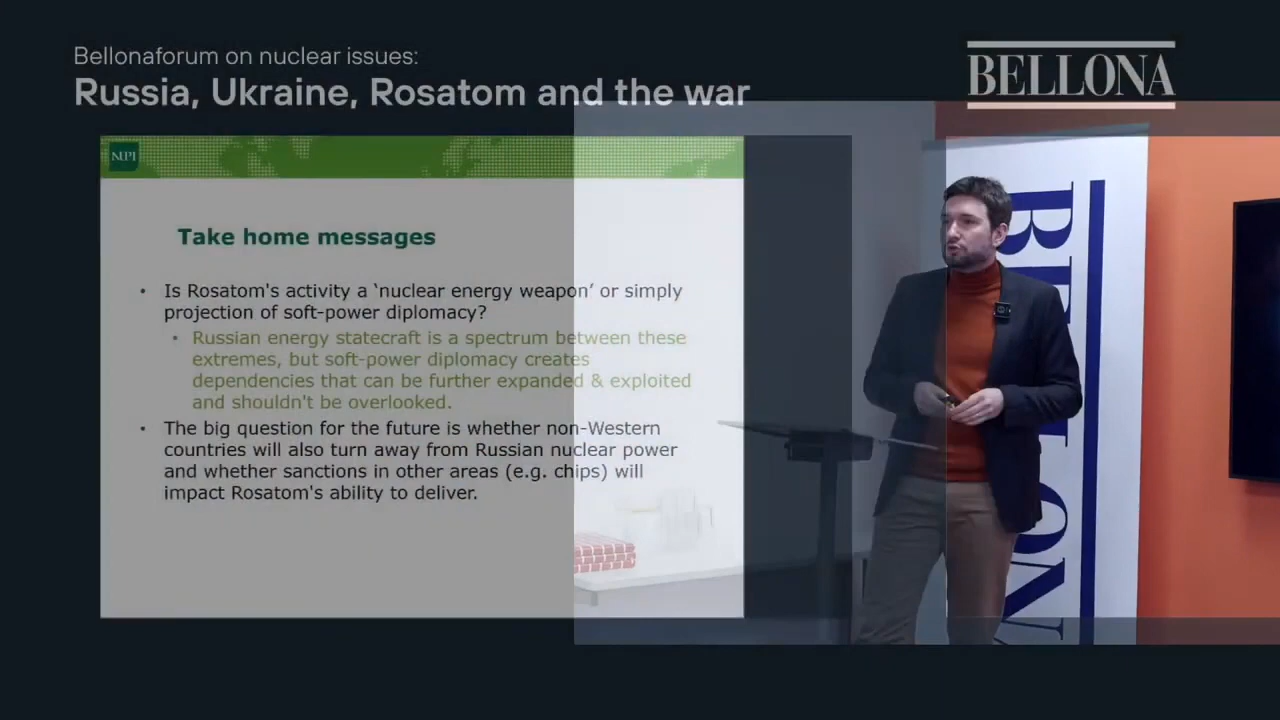 Bellonaforum on nuclear issues:
Russia, Ukraine, Rosatom and the war
BELLONA
NPI
Take home messages
• Is Rosatom's activity a ‘nuclear energy weapon’ or simply
projection of soft-power diplomacy?
• Russian energy statecraft is a spectrum between these
extremes, but soft-power diplomacy creates
dependencies that can be further expanded & exploited
and shouldn't be overlooked.
• The big question for the future is whether non-Western
countries will also turn away from Russian nuclear power
and whether sanctions in other areas (e.g. chips) will
impact Rosatom's ability to deliver.